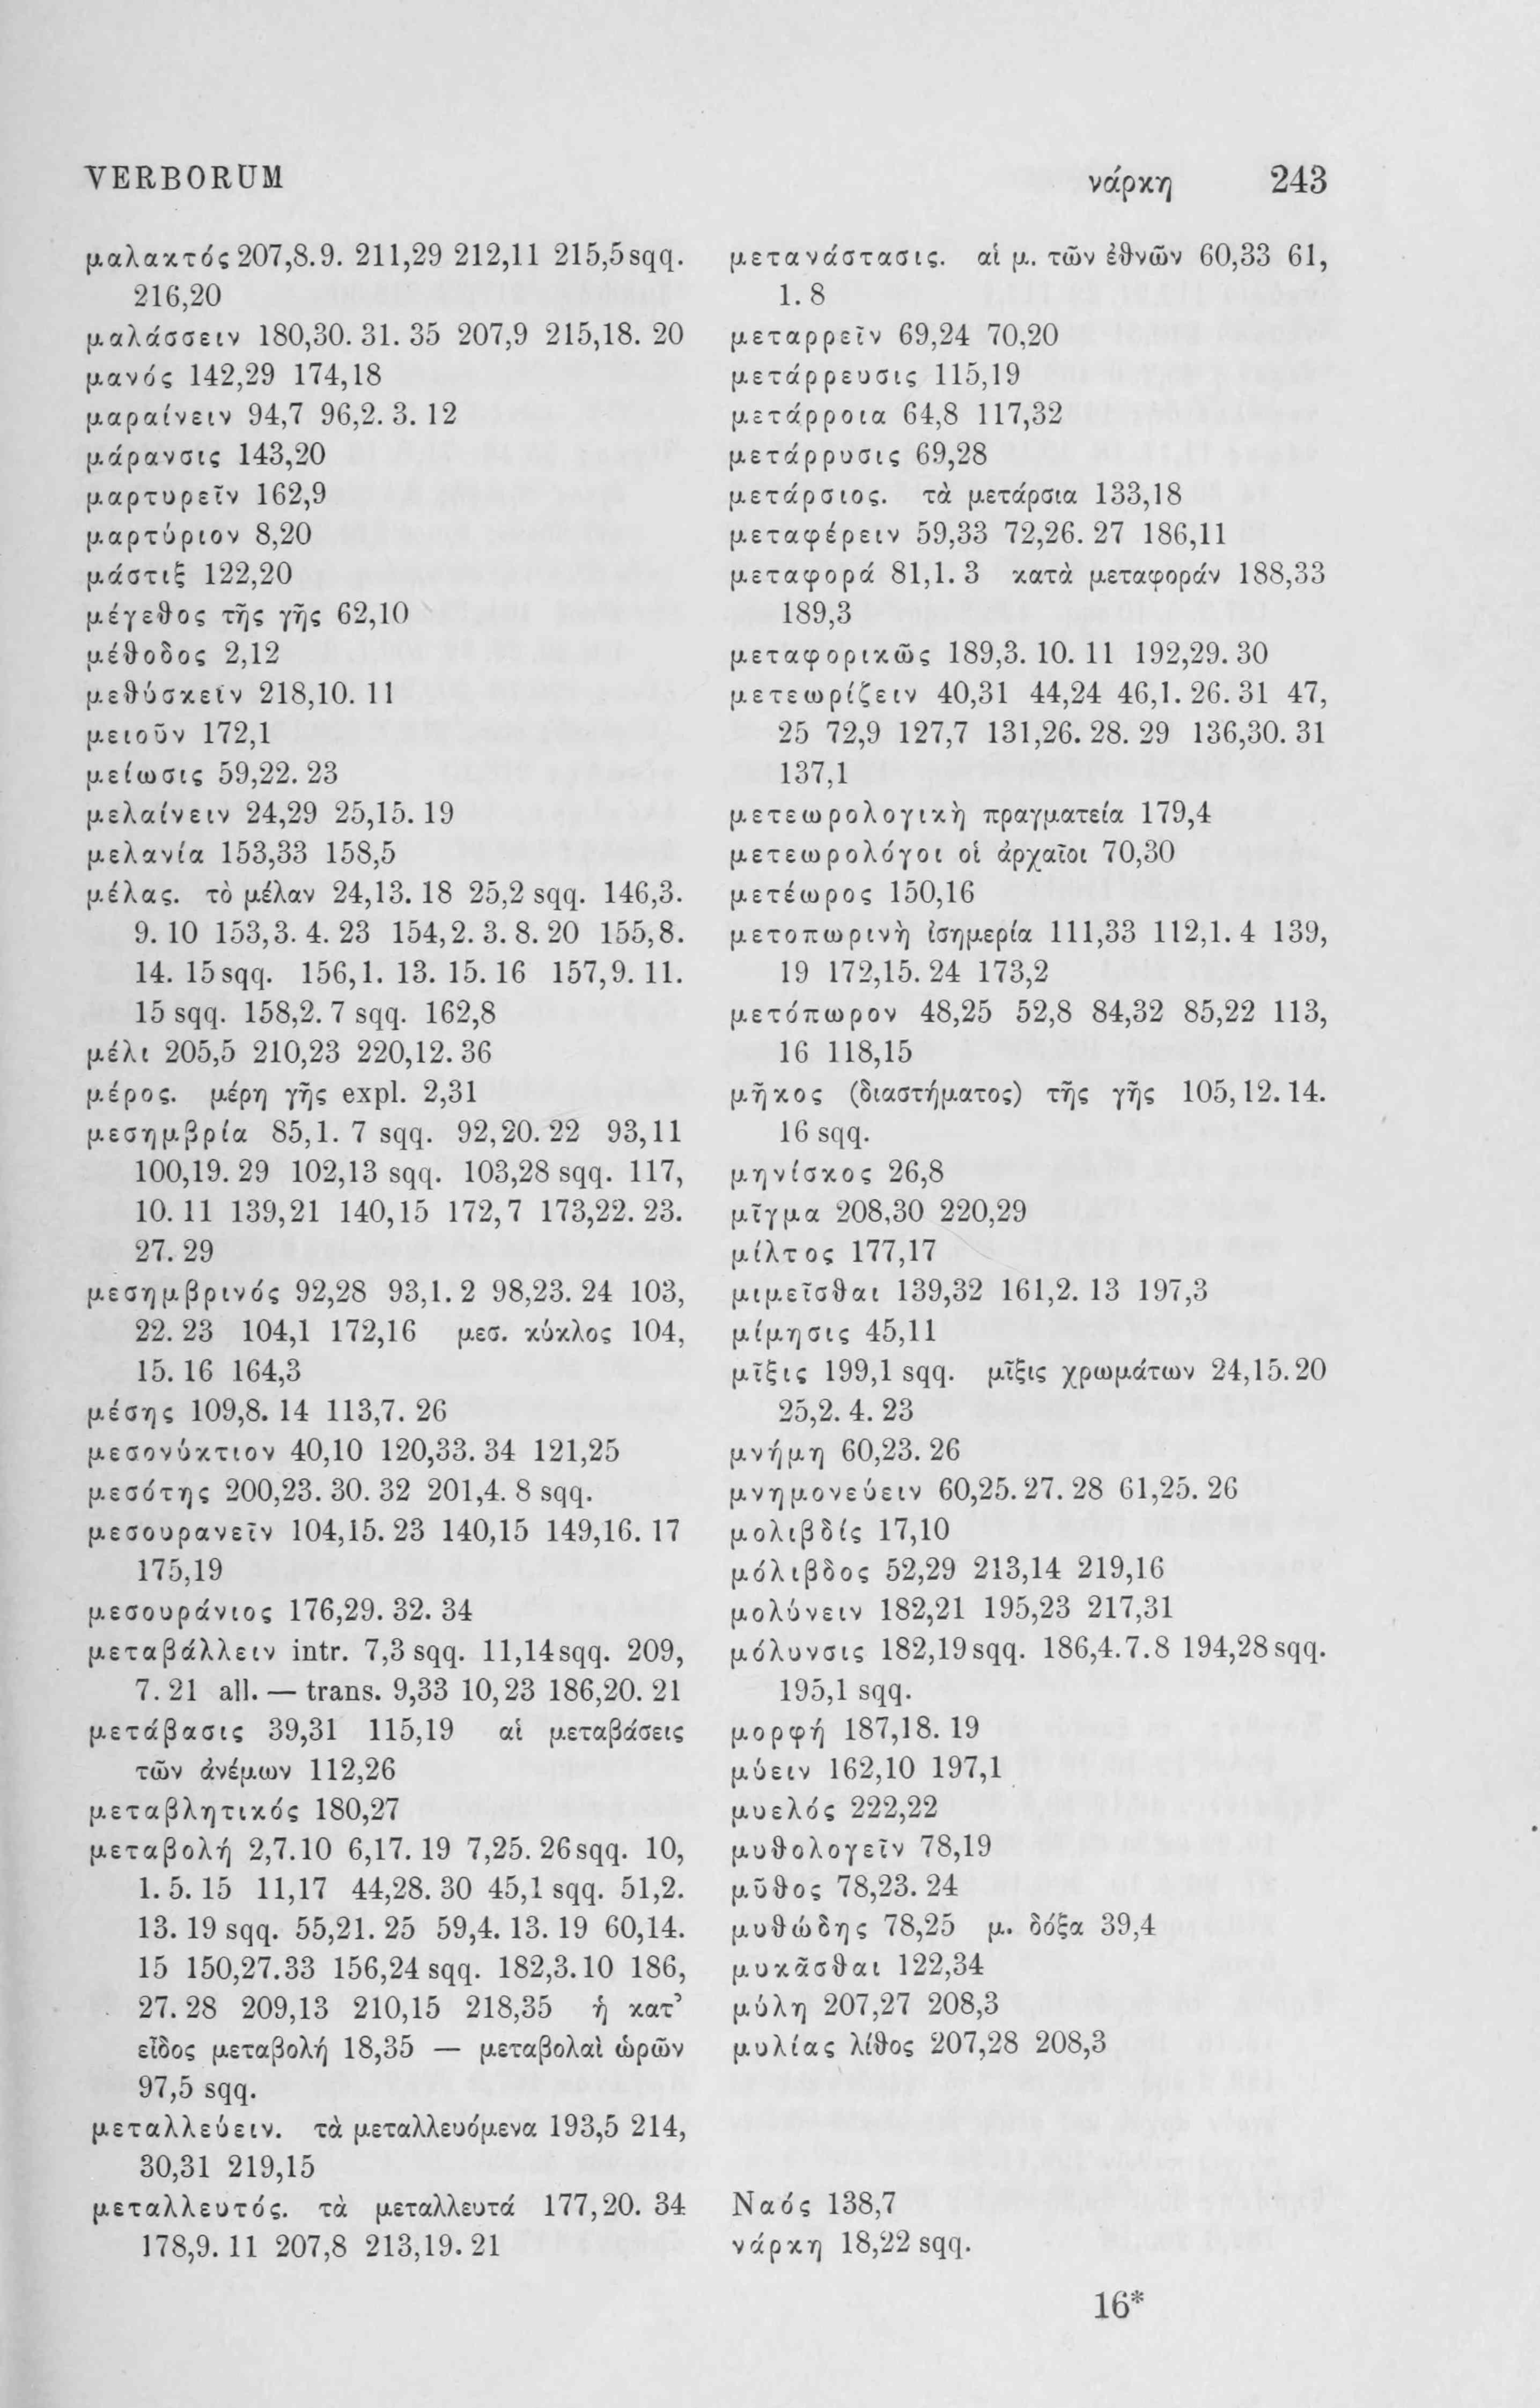 VERBORUM νάρκη 243
μαλακτός 207,8.9. 211,29 212,11 215,5 sqq.
216,20
μαλάσσειν 180,30. 31. 35 207,9 215,18. 20
μανός 142,29 174,18
μαραίνειν 94,7 96,2. 3. 12
μάρανσις 143,20
μαρτυρεῖν 162,9
μαρτύριον 8,20
μάστιξ 122,20
μέγεθος τῆς γῆς 62,10
μέθοδος 2,12
μεθύσκειν 218,10. 11
μειοῦν 172,1
μείωσις 59,22. 23
μελαίνειν 24,29 25,15. 19
μελανία 153,33 158,5
μέλας. τὸ μέλαν 24,13. 18 25,2 sqq. 146,3.
9. 10 153,3. 4. 23 154,2. 3. 8. 20 155,8.
14. 15 sqq. 156,1. 13. 15. 16 157,9. 11.
15 sqq. 158,2. 7 sqq. 162,8
μέλι 205,5 210,23 220,12. 36
μέρος. μέρη γῆς expl. 2,31
μεσημβρία 85,1. 7 sqq. 92,20. 22 93,11
100,19. 29 102,13 sqq. 103,28 sqq. 117,
10. 11 139,21 140,15 172,7 173,22. 23.
27. 29
μεσημβρινός 92,28 93,1. 2 98,23. 24 103,
22. 23 104,1 172,16 μεσ. κύκλος 104,
15. 16 164,3
μέσης 109,8. 14 113,7. 26
μεσονύκτιον 40,10 120,33. 34 121,25
μεσότης 200,23. 30. 32 201,4. 8 sqq.
μεσουρανεῖν 104,15. 23 140,15 149,16. 17
175,19
μεσουράνιος 176,29. 32. 34
μεταβάλλειν intr. 7,3 sqq. 11,14 sqq. 209,
7. 21 all. — trans. 9,33 10,23 186,20. 21
μετάβασις 39,31 115,19 αἱ μεταβάσεις
τῶν ἀνέμων 112,26
μεταβλητικός 180,27
μεταβολή 2,7.10 6,17. 19 7,25. 26 sqq. 10,
1. 5. 15 11,17 44,28. 30 45,1 sqq. 51,2.
13. 19 sqq. 55,21. 25 59,4. 13. 19 60,14.
15 150,27.33 156,24 sqq. 182,3.10 186,
27. 28 209,13 210,15 218,35 ἡ κατ’
εἶδος μεταβολή 18,35 — μεταβολαὶ ὡρῶν
97,5 sqq.
μεταλλεύειν. τὰ μεταλλευόμενα 193,5 214,
30,31 219,15
μεταλλευτός. τὰ μεταλλευτά 177,20. 34
178,9. 11 207,8 213,19. 21
μετανάστασις. αἱ μ. τῶν ἐθνῶν 60,33 61,
1. 8
μεταρρεῖν 69,24 70,20
μετάρρευσις 115,19
μετάρροια 64,8 117,32
μετάρρυσις 69,28
μετάρσιος. τὰ μετάρσια 133,18
μεταφέρειν 59,33 72,26. 27 186,11
μεταφορά 81,1. 3 κατὰ μεταφοράν 188,33
189,3
μεταφορικῶς 189,3. 10. 11 192,29. 30
μετεωρίζειν 40,31 44,24 46,1. 26. 31 47,
25 72,9 127,7 131,26. 28. 29 136,30. 31
137,1
μετεωρολογικὴ πραγματεία 179,4
μετεωρολόγοι οἱ ἀρχαῖοι 70,30
μετέωρος 150,16
μετοπωρινὴ ἰσημερία 111,33 112,1. 4 139,
19 172,15. 24 173,2
μετόπωρον 48,25 52,8 84,32 85,22 113,
16 118,15
μῆκος (διαστήματος) τῆς γῆς 105,12. 14.
16 sqq.
μηνίσκος 26,8
μῖγμα 208,30 220,29
μίλτος 177,17
μιμεῖσθαι 139,32 161,2. 13 197,3
μίμησις 45,11
μῖξις 199,1 sqq. μῖξις χρωμάτων 24,15. 20
25,2. 4. 23
μνήμη 60,23. 26
μνημονεύειν 60,25. 27. 28 61,25. 26
μολιβδίς 17,10
μόλιβδος 52,29 213,14 219,16
μολύνειν 182,21 195,23 217,31
μόλυνσις 182,19 sqq. 186,4.7.8 194,28 sqq.
195,1 sqq.
μορφή 187,18. 19
μύειν 162,10 197,1
μυελός 222,22
μυθολογεῖν 78,19
μῦθος 78,23. 24
μυθώδης 78,25 μ. δόξα 39,4
μυκᾶσθαι 122,34
μύλη 207,27 208,3
μυλίας λίθος 207,28 208,3
Ναός 138,7
νάρκη 18,22 sqq.
16*